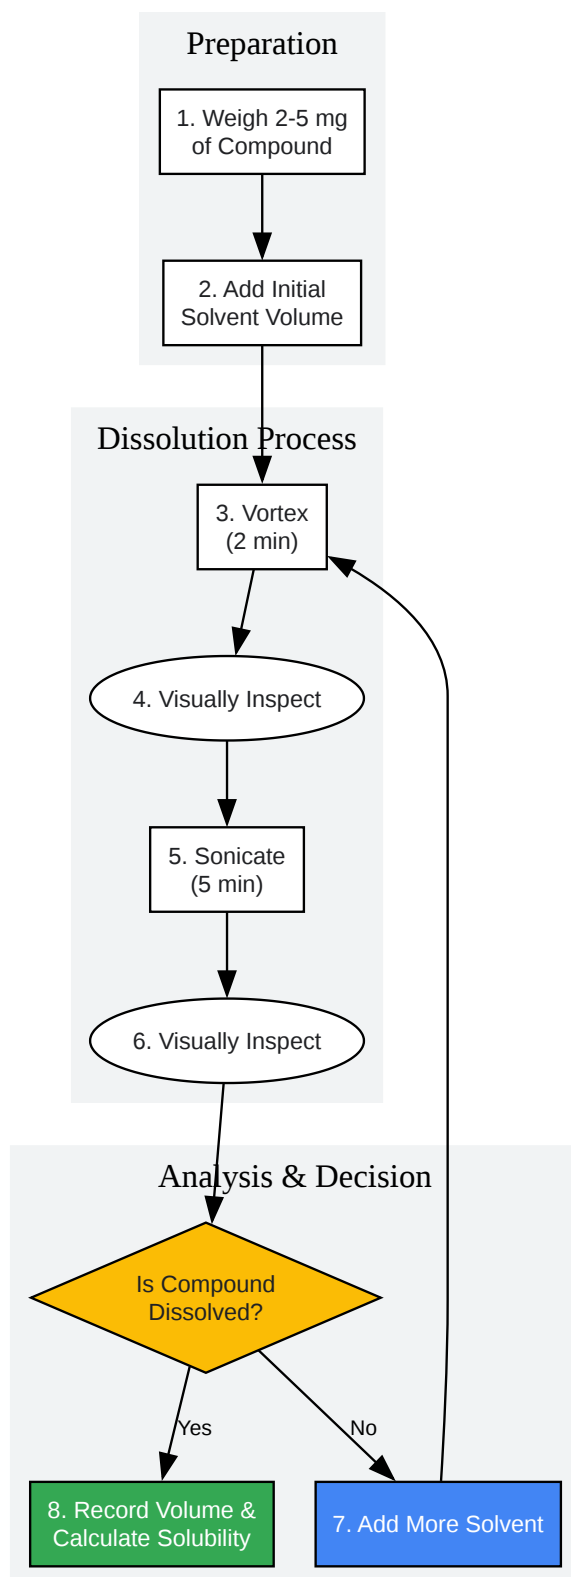 Preparation
1. Weigh 2-5 mg
of Compound
2. Add Initial
Solvent Volume
Dissolution Process
3. Vortex
(2 min)
4. Visually Inspect
5. Sonicate
(5 min)
6. Visually Inspect
Analysis & Decision
Is Compound
Dissolved?
Yes
No
8. Record Volume &
Calculate Solubility
7. Add More Solvent